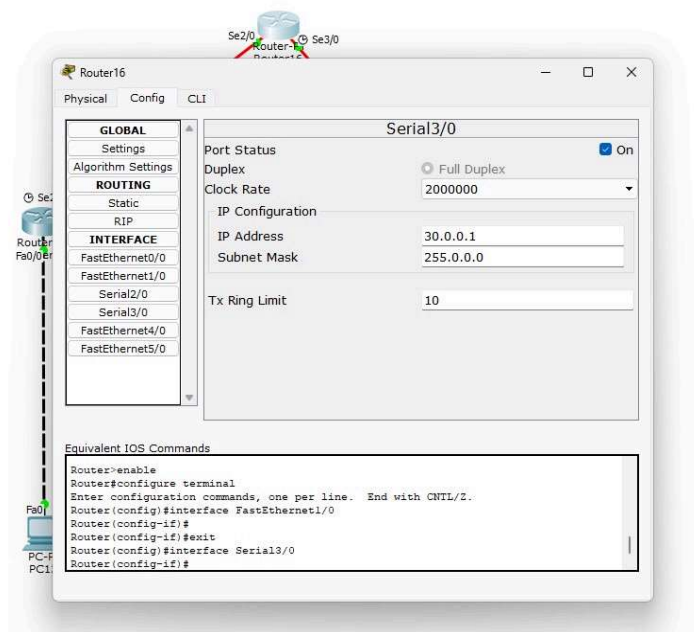 Se2/0
Se3/0
Router16
Physical Config CLI
GLOBAL
Settings
Algorithm Settings
ROUTING
Static
RIP
INTERFACE
FastEthernet0/0
FastEthernet1/0
Serial2/0
Serial3/0
FastEthernet4/0
FastEthernet5/0
Serial3/0
Port Status On
Duplex Full Duplex
Clock Rate 2000000
IP Configuration
IP Address 30.0.0.1
Subnet Mask 255.0.0.0
Tx Ring Limit 10
Equivalent IOS Commands
Router>enable
Router#configure terminal
Enter configuration commands, one per line. End with CNTL/Z.
Router(config)#interface FastEthernet1/0
Router(config-if)#
Router(config-if)#exit
Router(config)#interface Serial3/0
Router(config-if)#
Fa0/0
Fa0